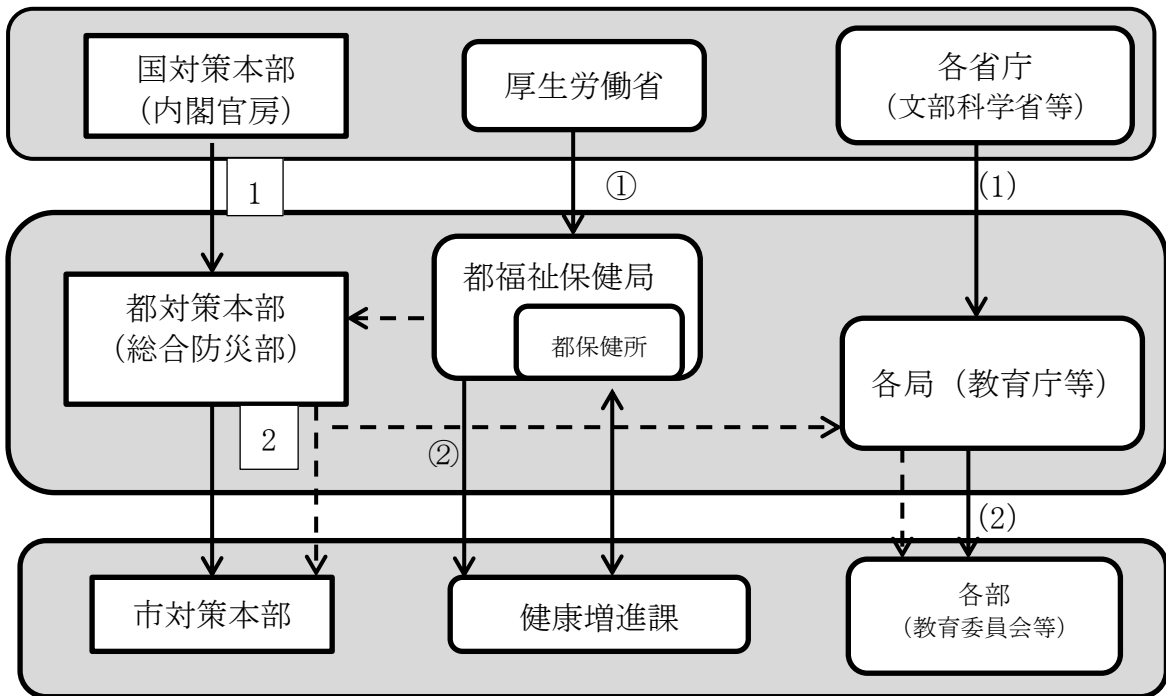 国対策本部
(内閣官房)
厚生労働省
各省庁
(文部科学省等)
1
①
(1)
都対策本部
(総合防災部)
都福祉保健局
都保健所
各局（教育庁等）
2
②
(2)
市対策本部
健康増進課
各部
(教育委員会等)